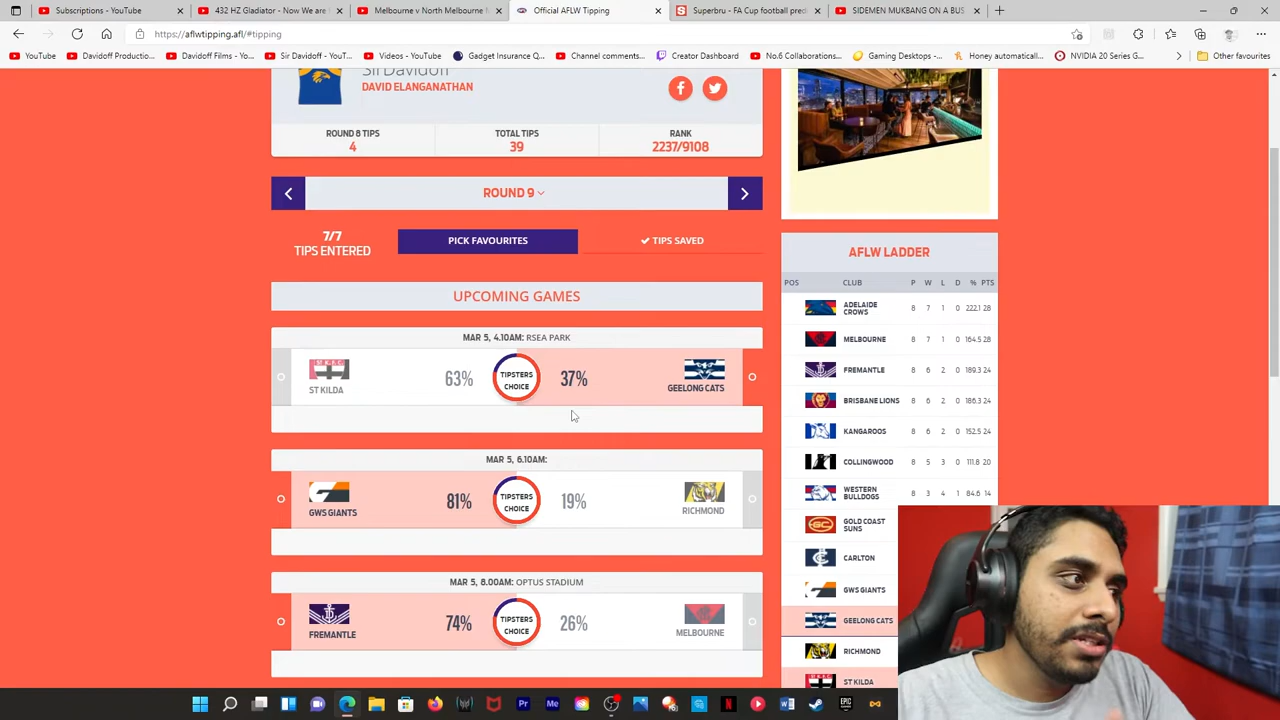 Subscriptions - YouTube
432 HZ Gladiator - Now We are
Melbourne v North Melbourne
Official AFLW Tipping
Superbru - FA Cup football pred
SIDEMEN MUKBANG ON A BUS
https://aflwtipping.afl/#tipping
YouTube
Davidoff Productio...
Davidoff Films - Yo...
Sir Davidoff - YouT...
Videos - YouTube
Gadget Insurance Q...
Channel comments...
Creator Dashboard
No.6 Collaborations...
Gaming Desktops -...
Honey automaticall...
NVIDIA 20 Series G...
Other favourites
Sir Davidoff
DAVID ELANGANATHAN
ROUND 8 TIPS
4
TOTAL TIPS
39
RANK
2237/9108
ROUND 9
7/7
TIPS ENTERED
PICK FAVOURITES
TIPS SAVED
UPCOMING GAMES
MAR 5, 4.10AM: RSEA PARK
ST KILDA
63%
TIPSTERS
CHOICE
37%
GEELONG CATS
MAR 5, 6.10AM:
GWS GIANTS
81%
TIPSTERS
CHOICE
19%
RICHMOND
MAR 5, 8.00AM: OPTUS STADIUM
FREMANTLE
74%
TIPSTERS
CHOICE
26%
MELBOURNE
AFLW LADDER
POS CLUB P W L D % PTS
ADELAIDE CROWS 8 7 1 0 222.1 28
MELBOURNE 8 7 1 0 164.5 28
FREMANTLE 8 6 2 0 189.3 24
BRISBANE LIONS 8 6 2 0 186.3 24
KANGAROOS 8 6 2 0 152.5 24
COLLINGWOOD 8 5 3 0 111.8 20
WESTERN BULLDOGS 8 3 4 1 84.6 14
GOLD COAST SUNS
CARLTON
GWS GIANTS
GEELONG CATS
RICHMOND
ST KILDA